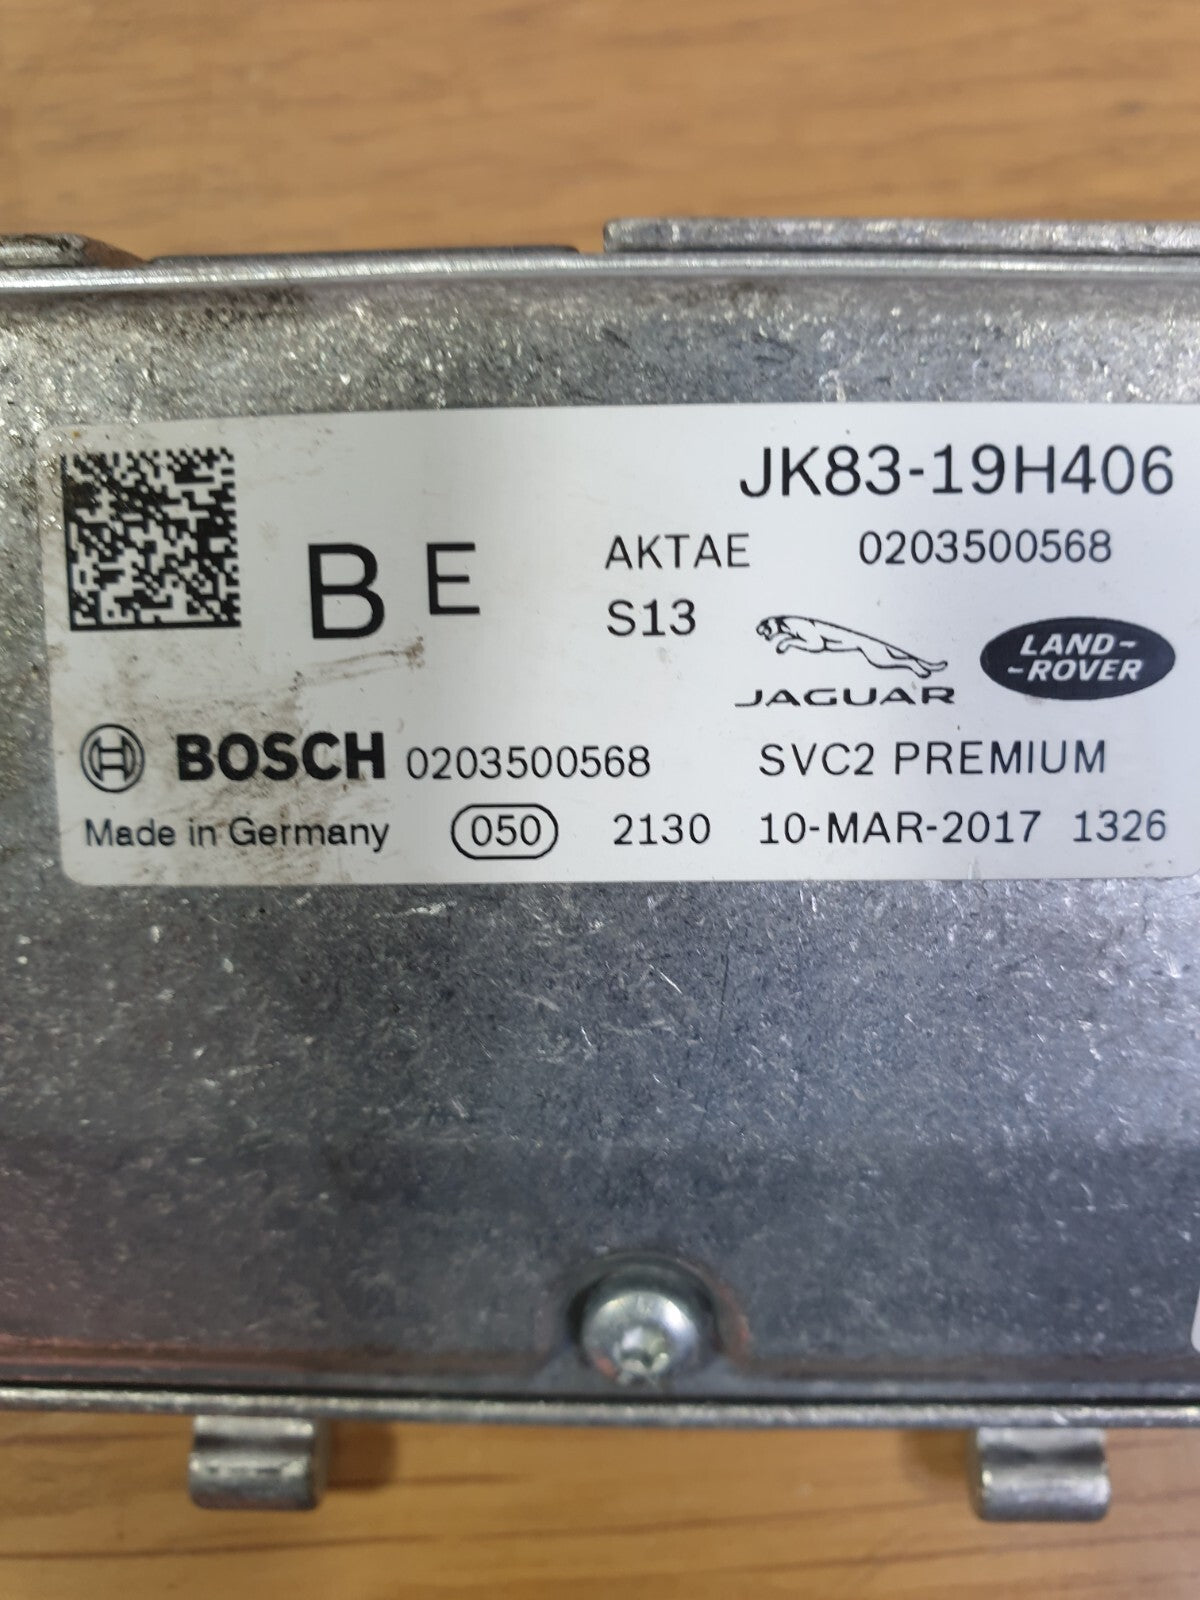 JK83-19H406
B E
AKTAE 0203500568
S13
JAGUAR
LAND-
-ROVER
BOSCH 0203500568 SVC2 PREMIUM
Made in Germany 050 2130 10-MAR-2017 1326